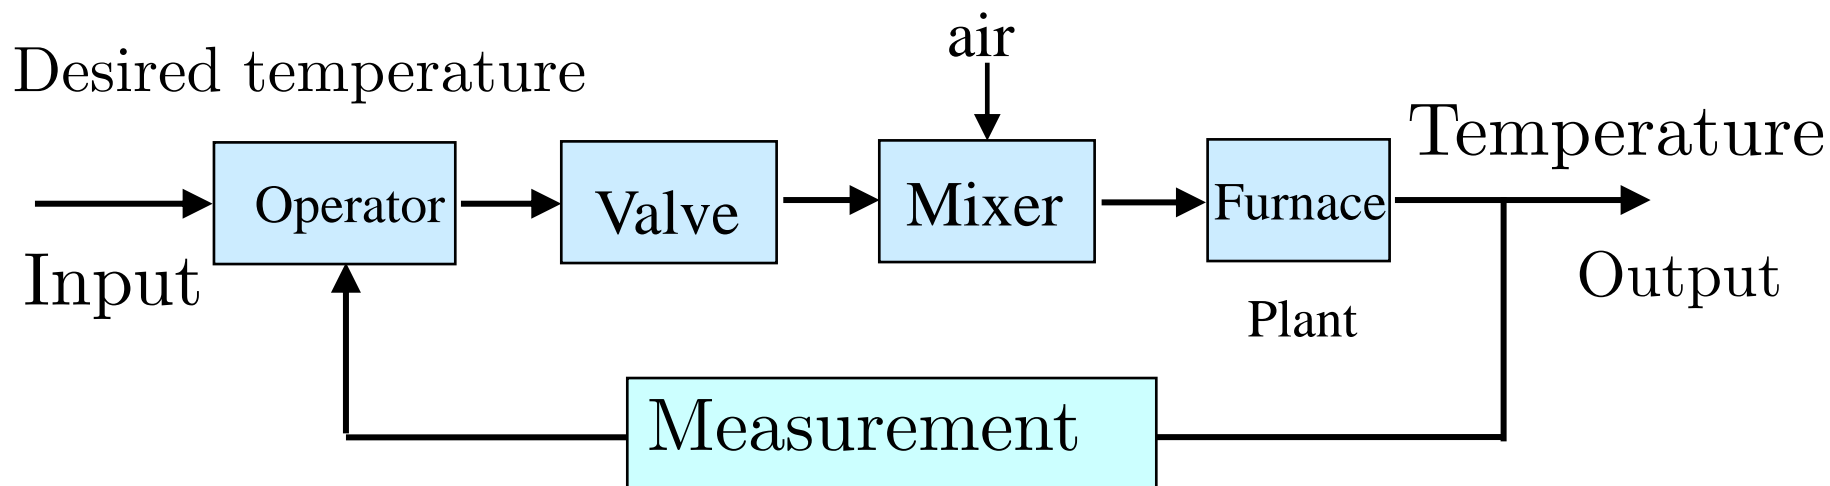 air
Desired temperature
Temperature
Operator
Valve
Mixer
Furnace
Input
Output
Plant
Measurement